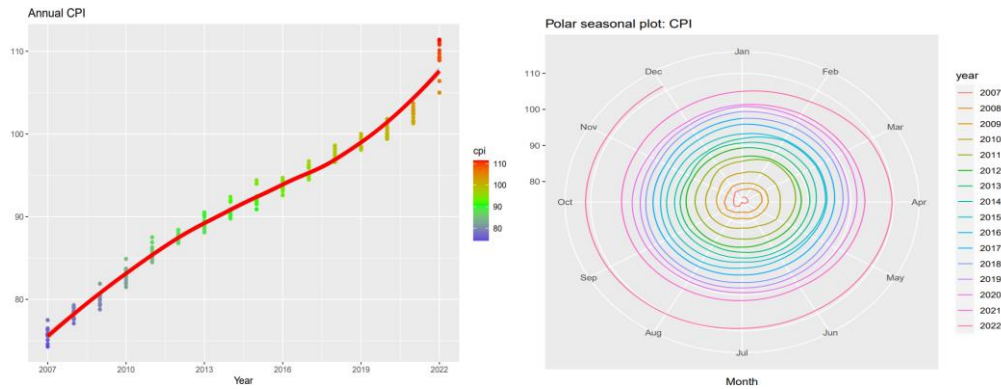 Annual CPI
110
100
90
80
2007
2010
2013
2016
2019
2022
Year
cpi
110
100
90
80
Polar seasonal plot: CPI
110
100
90
80
Jan
Feb
Mar
Apr
May
Jun
Jul
Aug
Sep
Oct
Nov
Dec
Month
year
2007
2008
2009
2010
2011
2012
2013
2014
2015
2016
2017
2018
2019
2020
2021
2022